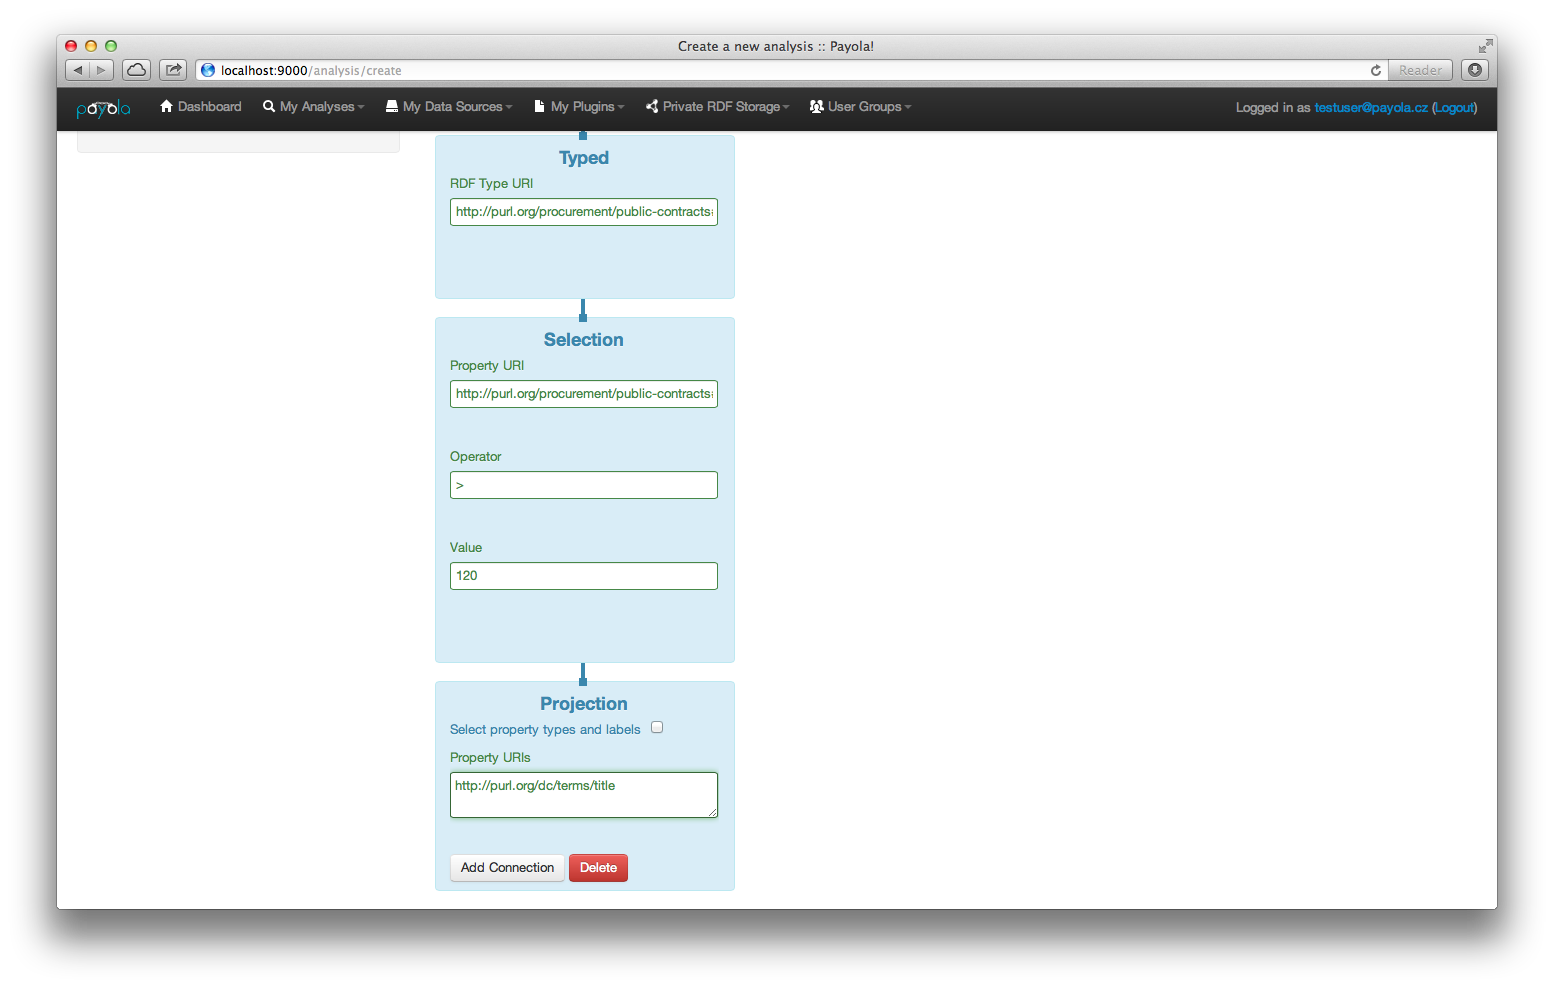 Create a new analysis :: Payola!
localhost:9000/analysis/create
Reader
payola
Dashboard
My Analyses
My Data Sources
My Plugins
Private RDF Storage
User Groups
Logged in as testuser@payola.cz (Logout)
Typed
RDF Type URI
http://purl.org/procurement/public-contracts
Selection
Property URI
http://purl.org/procurement/public-contracts
Operator
>
Value
120
Projection
Select property types and labels
Property URIs
http://purl.org/dc/terms/title
Add Connection
Delete